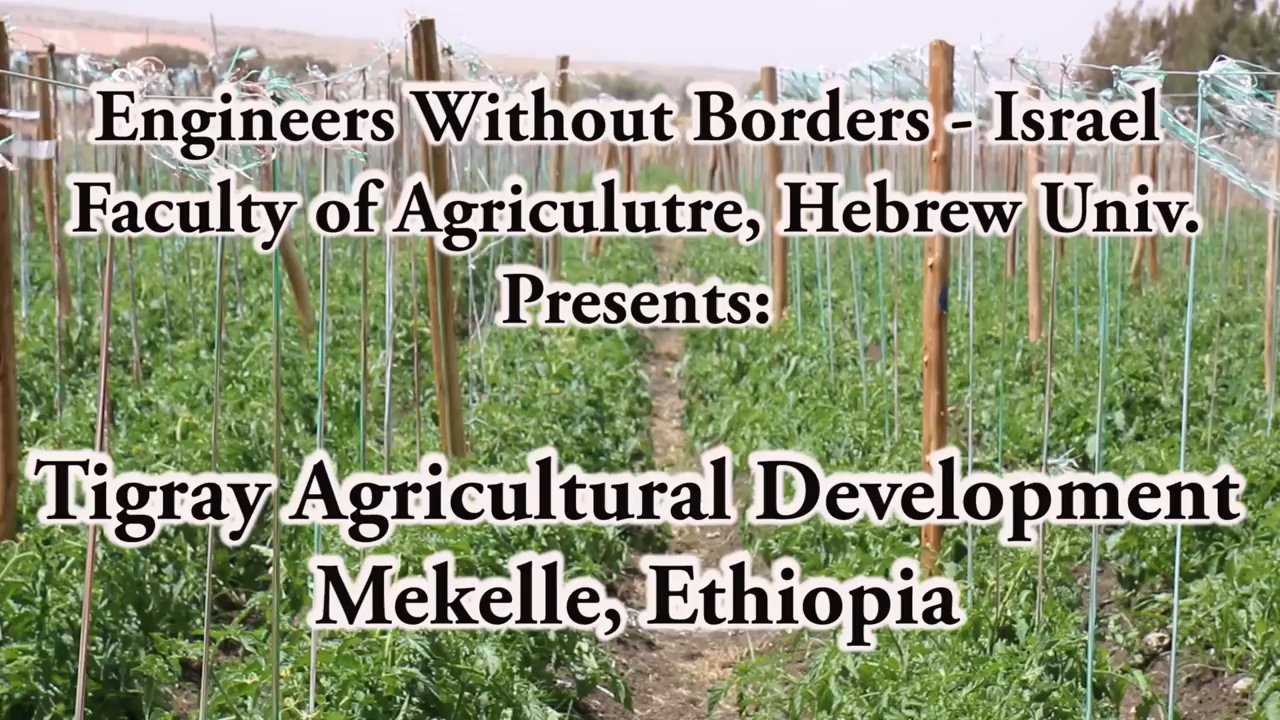 Engineers Without Borders - Israel
Faculty of Agriculutre, Hebrew Univ.
Presents:
Tigray Agricultural Development
Mekelle, Ethiopia